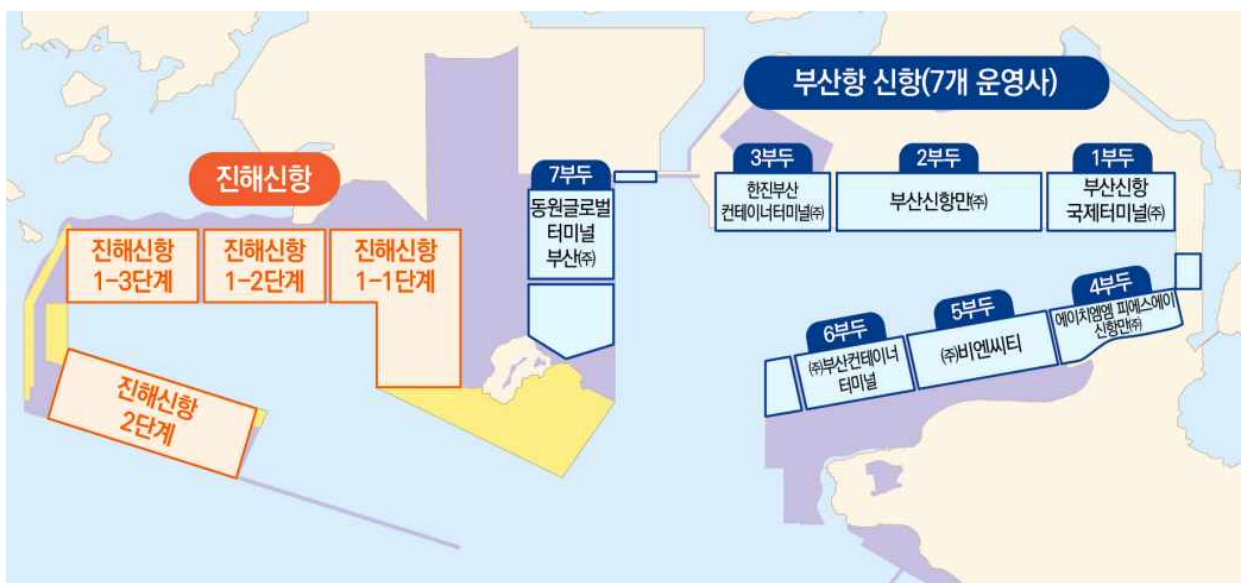 부산항 신항(7개 운영사)
진해신항
7부두
동원글로벌
터미널
부산㈜
3부두
한진부산
컨테이너터미널㈜
2부두
부산신항만㈜
1부두
부산신항
국제터미널㈜
진해신항
1-3단계
진해신항
1-2단계
진해신항
1-1단계
4부두
에이치엠엠 피에스에이
신항만㈜
5부두
㈜비엔씨티
6부두
㈜부산컨테이너
터미널
진해신항
2단계